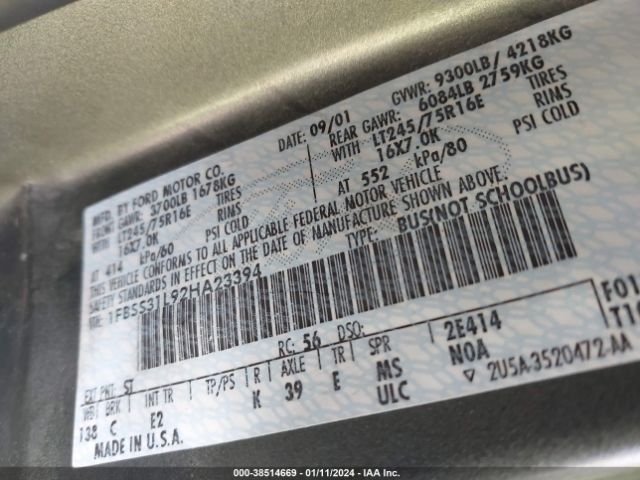 MFD. BY FORD MOTOR CO.
DATE: 09/01
GVWR: 9300LB/ 4218KG
FRONT GAWR: 3700LB 1678KG
REAR GAWR: 6084LB 2759KG
WITH LT245/75R16E TIRES
WITH LT245/75R16E TIRES
16X7.0K RIMS
16X7.0K RIMS
AT 414 kPa/60 PSI COLD
AT 552 kPa/80 PSI COLD
THIS VEHICLE CONFORMS TO ALL APPLICABLE FEDERAL MOTOR VEHICLE
SAFETY STANDARDS IN EFFECT ON THE DATE OF MANUFACTURE SHOWN ABOVE.
1FBSS31L92HA23394
TYPE: BUS(NOT SCHOOLBUS)
EXT PNT: ST RC: 56 DSO: F01
WB BRK INT TR TP/PS R AXLE TR SPR 2E414 T10
138 C E2 K 39 E MS N0A
ULC 2U5A-3520472-AA
MADE IN U.S.A.
000-38514669 - 01/11/2024 - IAA Inc.